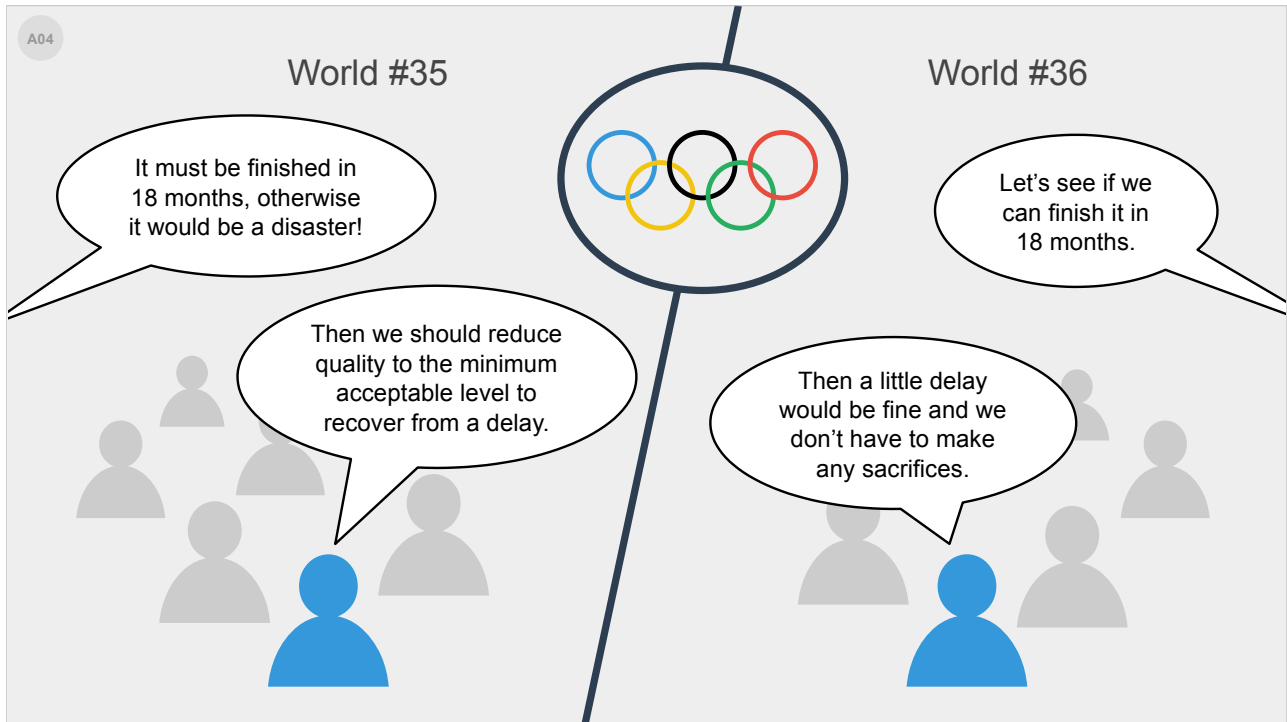 A04
World #35
It must be finished in
18 months, otherwise
it would be a disaster!
Then we should reduce
quality to the minimum
acceptable level to
recover from a delay.
World #36
Let’s see if we
can finish it in
18 months.
Then a little delay
would be fine and we
don’t have to make
any sacrifices.